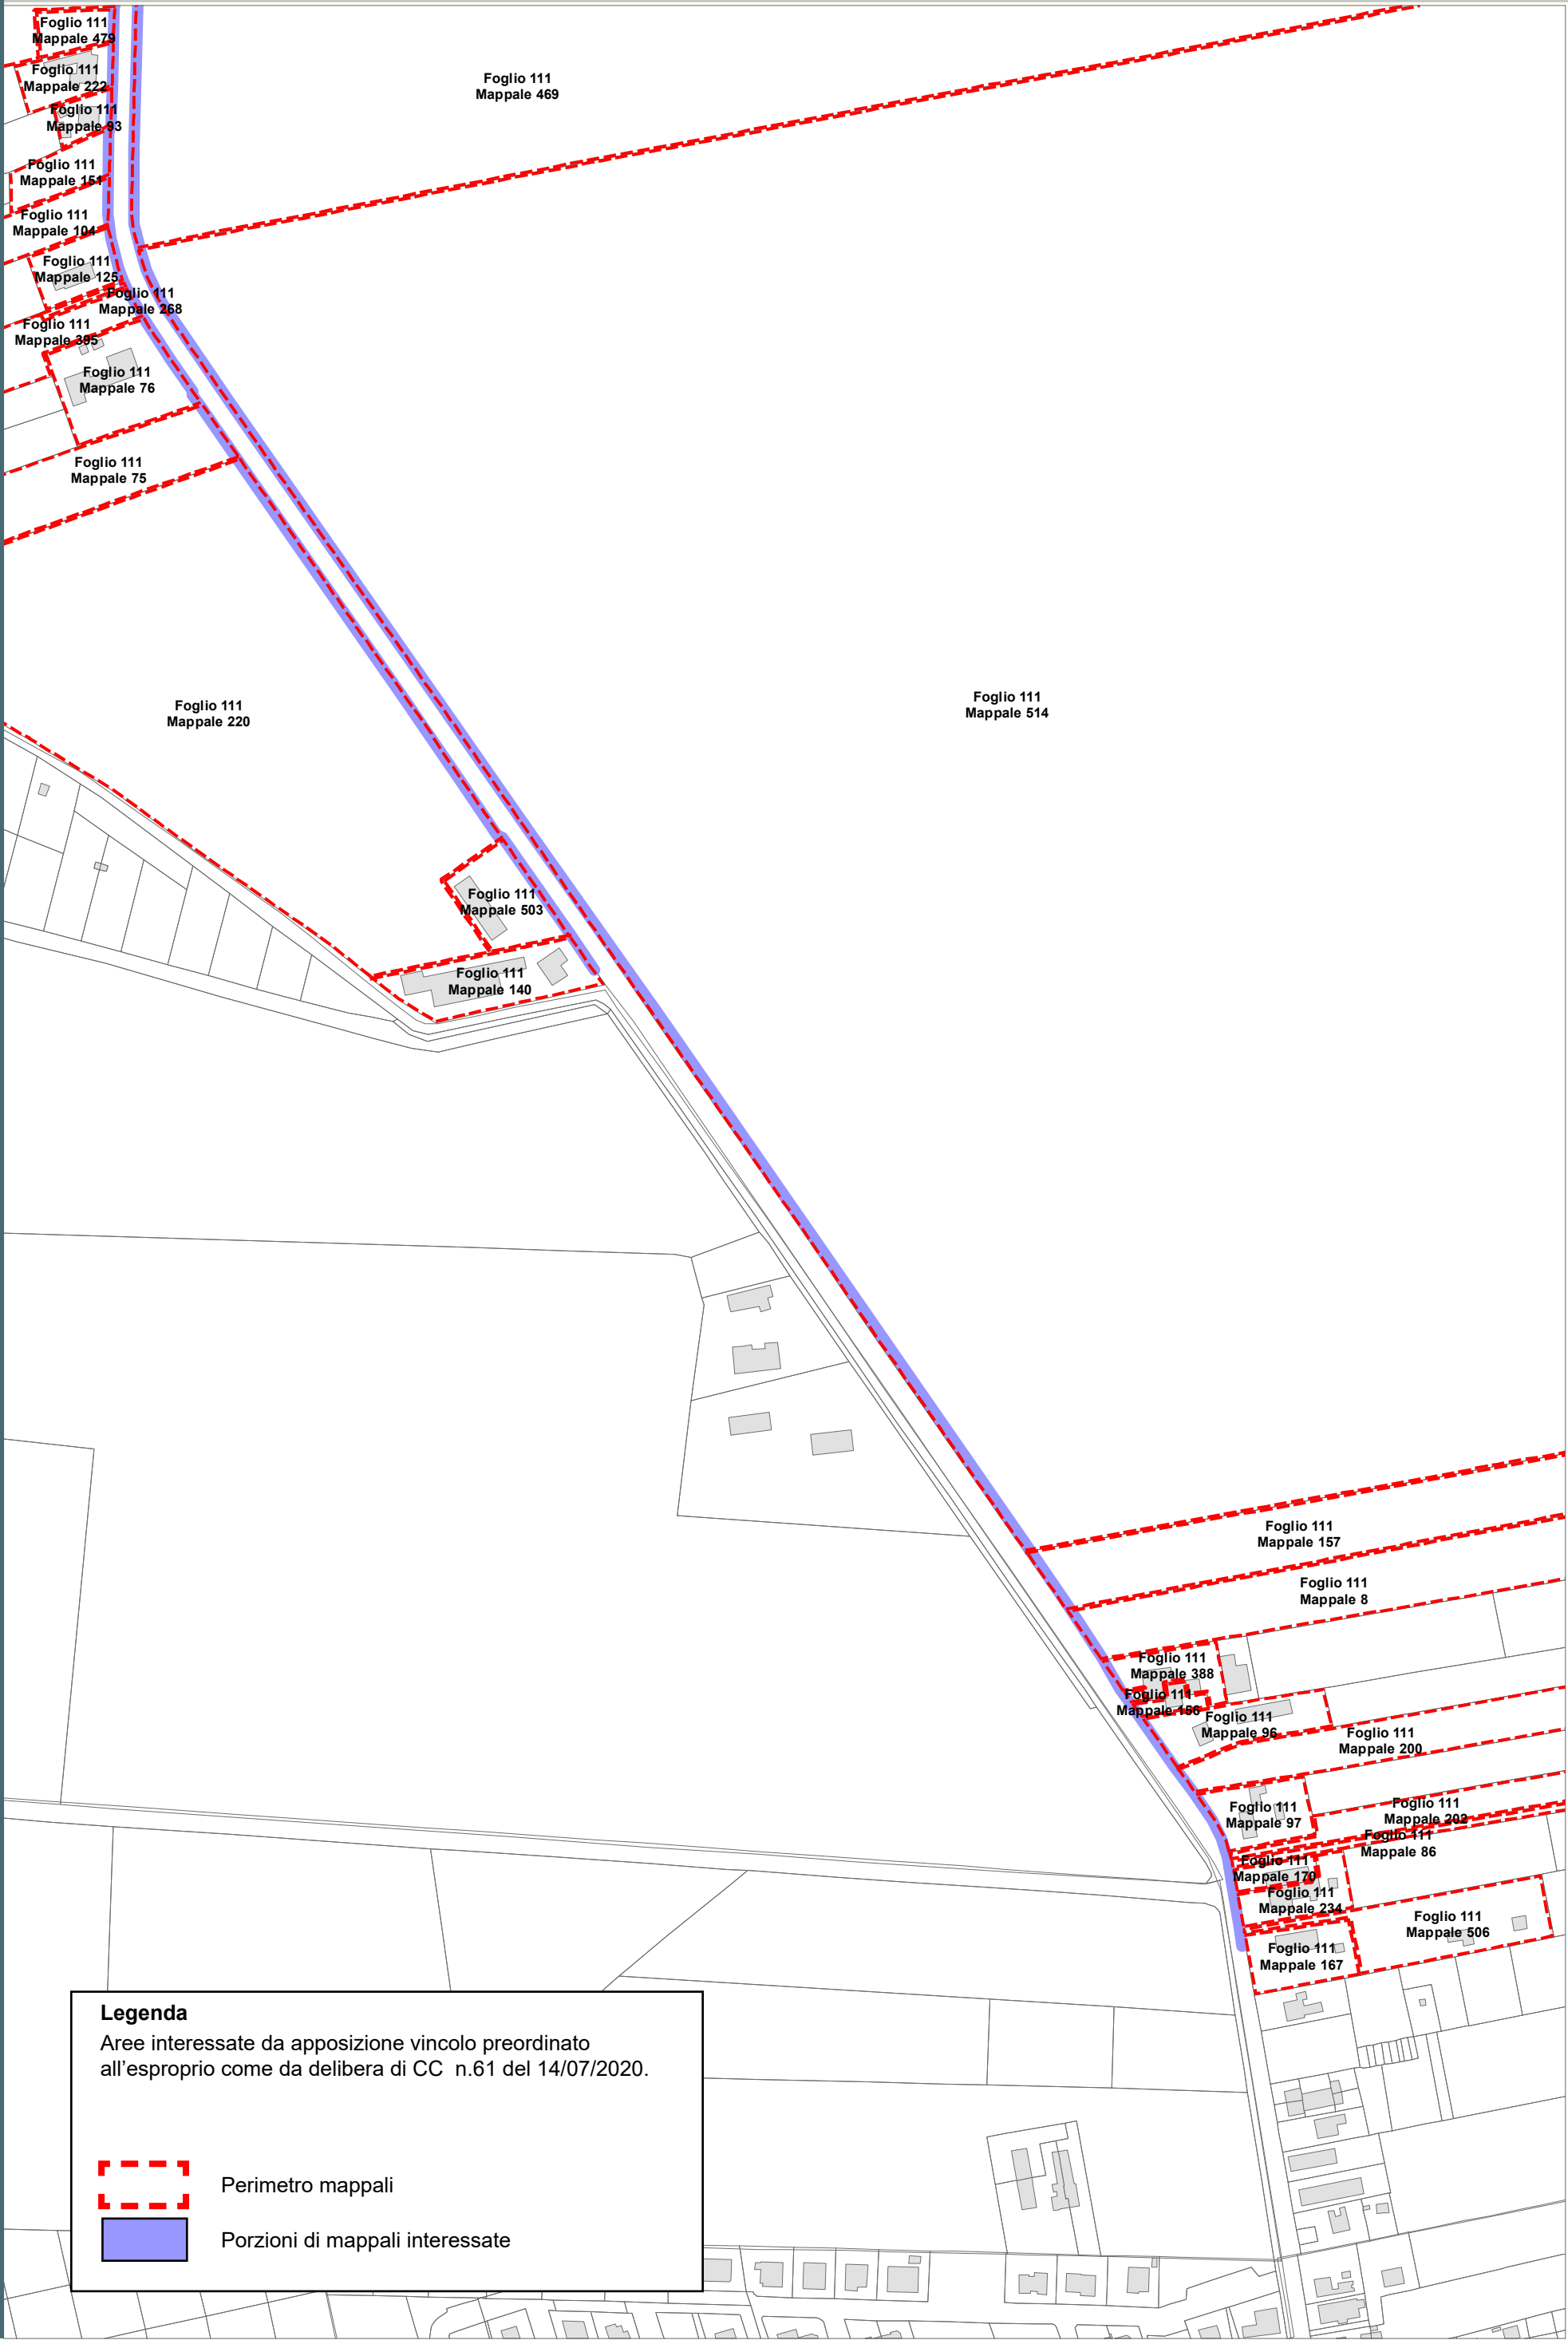 Foglio 111
Mappale 479
Foglio 111
Mappale 222
Foglio 111
Mappale 93
Foglio 111
Mappale 469
Foglio 111
Mappale 151
Foglio 111
Mappale 104
Foglio 111
Mappale 125
Foglio 111
Mappale 268
Foglio 111
Mappale 395
Foglio 111
Mappale 76
Foglio 111
Mappale 75
Foglio 111
Mappale 220
Foglio 111
Mappale 514
Foglio 111
Mappale 503
Foglio 111
Mappale 140
Foglio 111
Mappale 157
Foglio 111
Mappale 8
Foglio 111
Mappale 388
Foglio 111
Mappale 156
Foglio 111
Mappale 96
Foglio 111
Mappale 200
Foglio 111
Mappale 97
Foglio 111
Mappale 202
Foglio 111
Mappale 86
Foglio 111
Mappale 170
Foglio 111
Mappale 234
Foglio 111
Mappale 506
Foglio 111
Mappale 167
Legenda
Aree interessate da apposizione vincolo preordinato
all'esproprio come da delibera di CC n.61 del 14/07/2020.
Perimetro mappali
Porzioni di mappali interessate